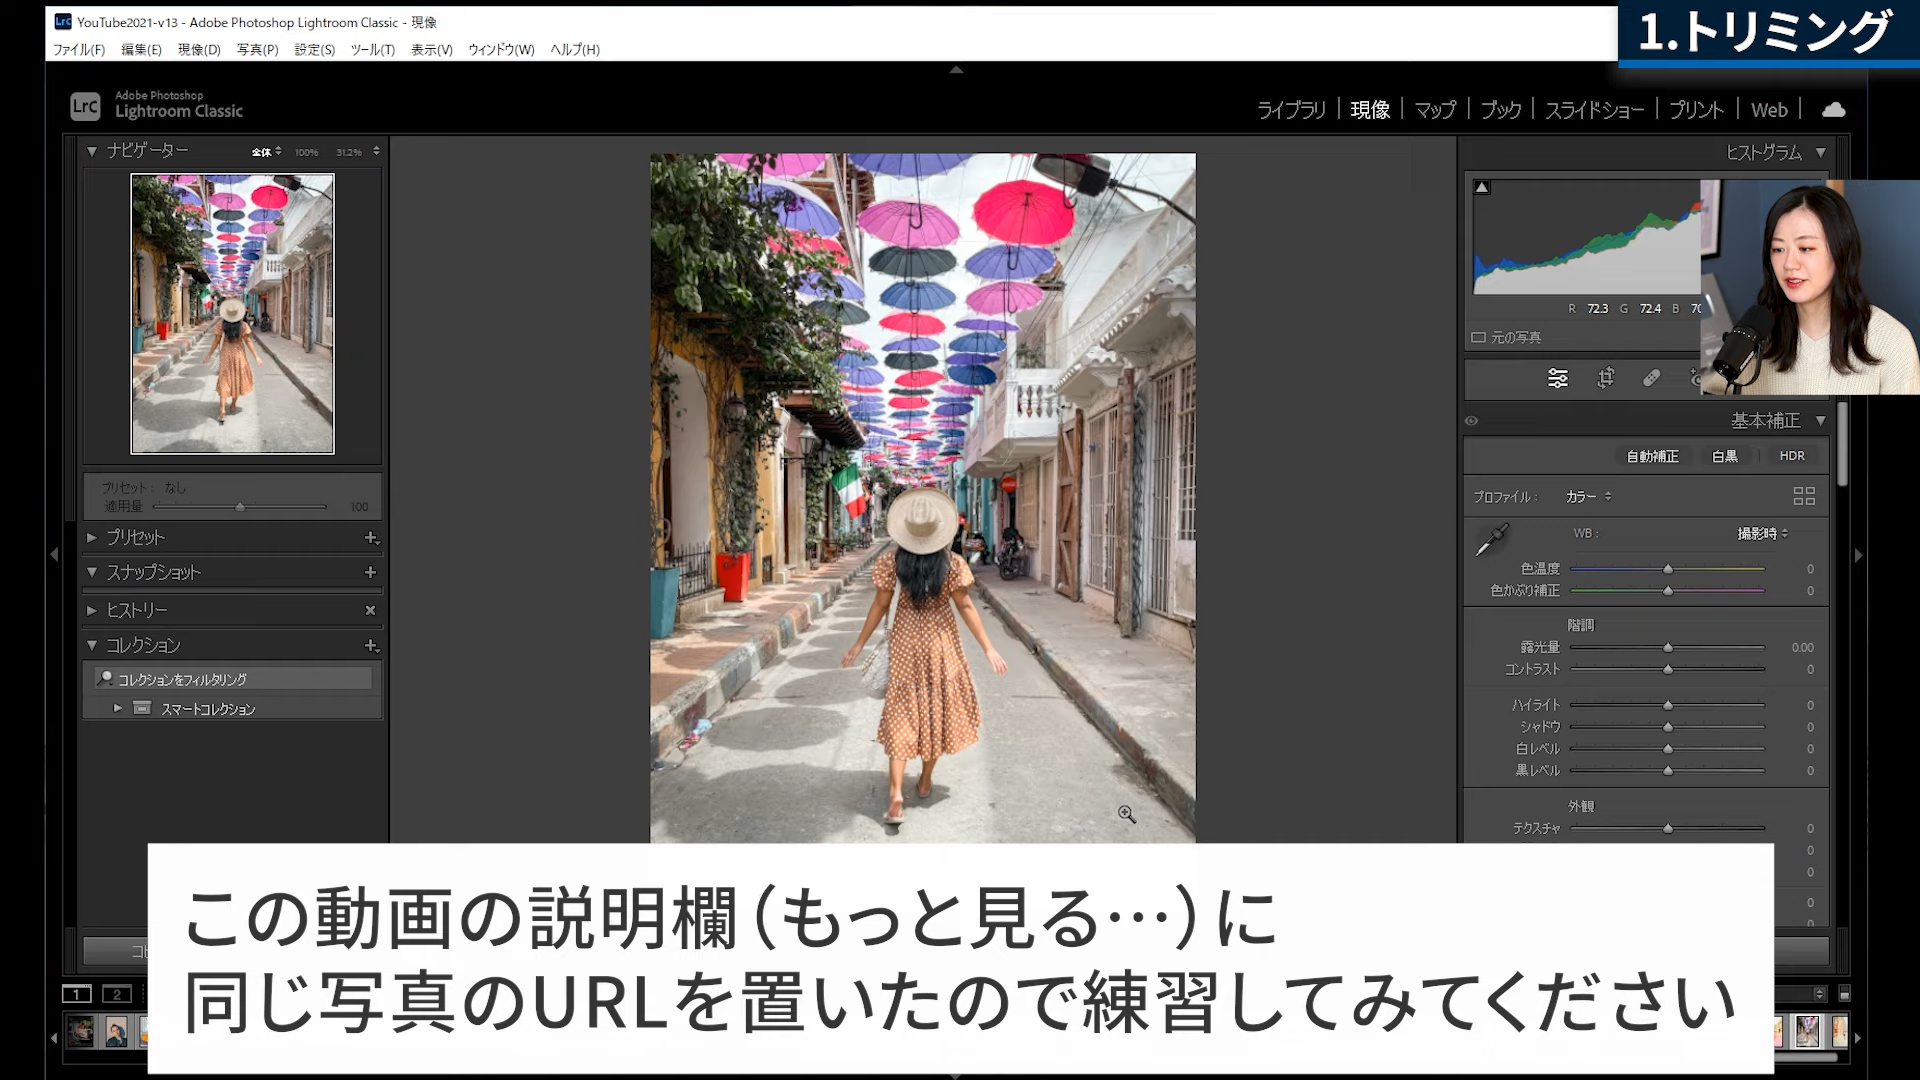 YouTube2021-v13 - Adobe Photoshop Lightroom Classic - 現像
1.トリミング
ファイル(F) 編集(E) 現像(D) 写真(P) 設定(S) ツール(T) 表示(V) ウィンドウ(W) ヘルプ(H)
Lrc Adobe Photoshop
Lightroom Classic
ライブラリ 現像 マップ ブック スライドショー プリント Web
ナビゲーター 全体 100% 31.2%
ヒストグラム
R 72.3 G 72.4 B
元の写真
基本補正
自動補正 白黒 HDR
プロファイル : カラー
WB : 撮影時
色温度 0
色かぶり補正 0
階調
露光量 0.00
コントラスト 0
ハイライト 0
シャドウ 0
白レベル 0
黒レベル 0
外観
テクスチャ 0
0
0
0
プリセット : なし
適用量 100
プリセット
スナップショット
ヒストリー
コレクション
コレクションをフィルタリング
スマートコレクション
1 2
この動画の説明欄（もっと見る…）に
同じ写真のURLを置いたので練習してみてください